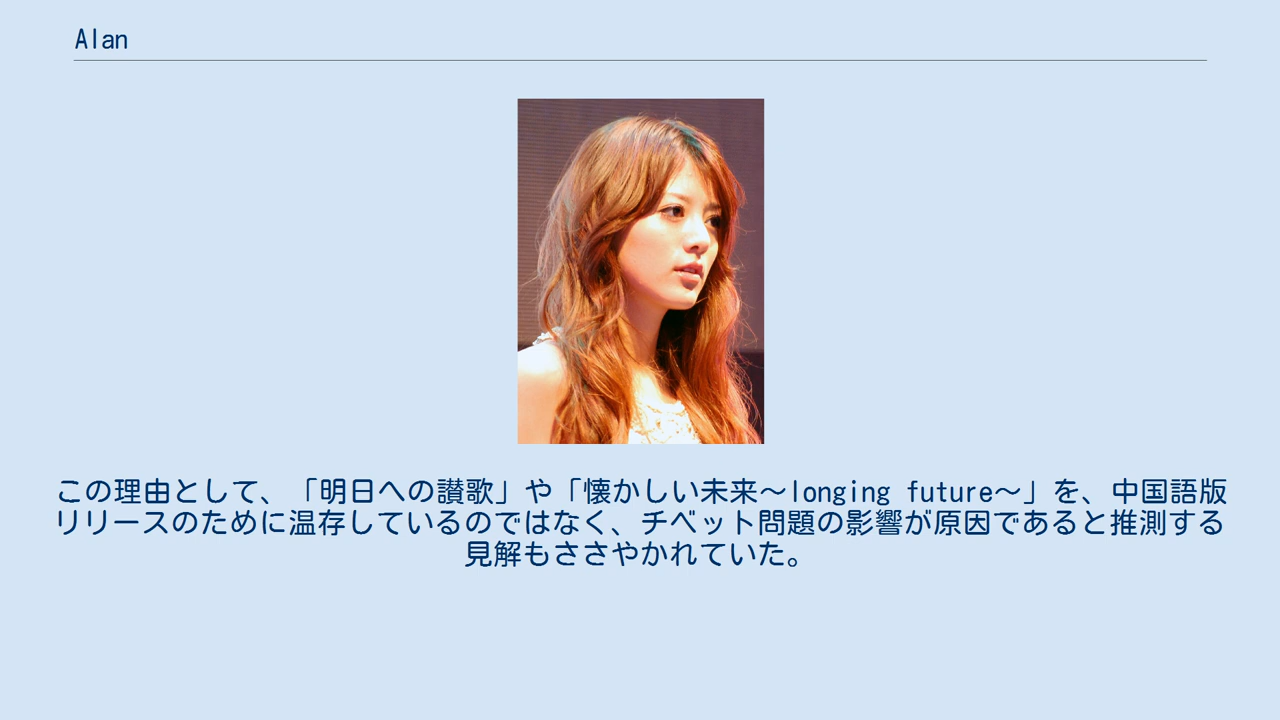 Alan
この理由として、「明日への讃歌」や「懐かしい未来～longing future～」を、中国語版
リリースのために温存しているのではなく、チベット問題の影響が原因であると推測する
見解もささやかれていた。